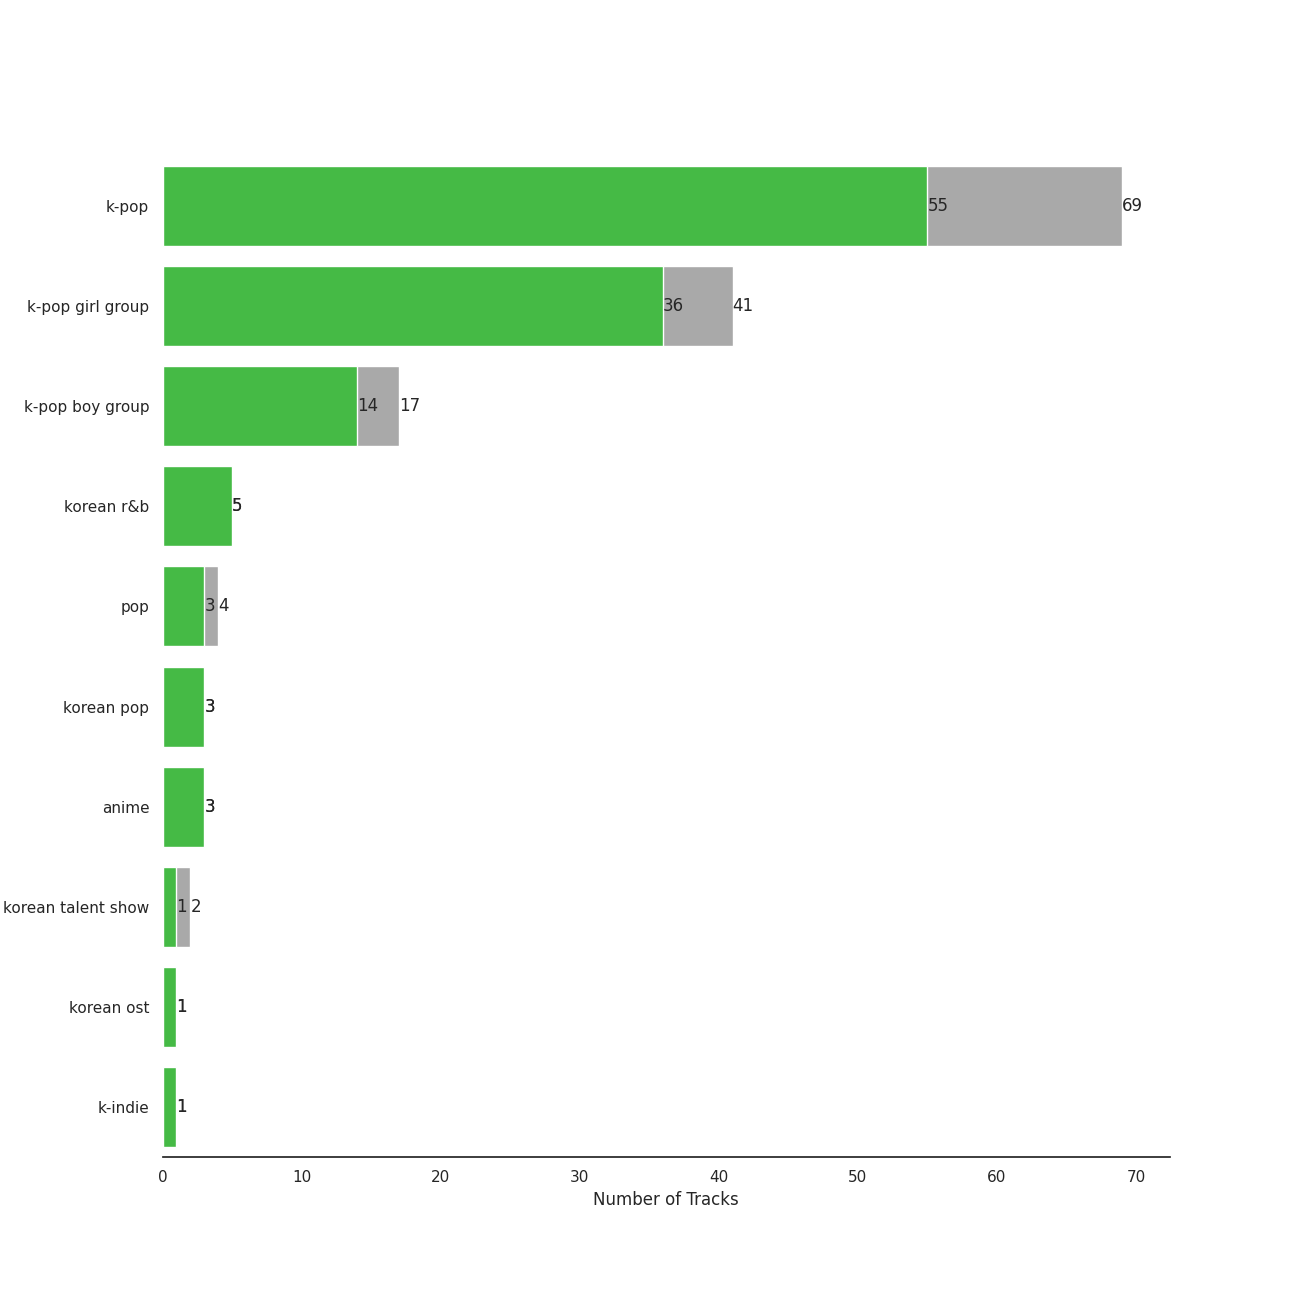 k-pop 55 69
k-pop girl group 36 41
k-pop boy group 14 17
korean r&b 5
pop 3 4
korean pop 3
anime 3
korean talent show 1 2
korean ost 1
k-indie 1
0 10 20 30 40 50 60 70
Number of Tracks